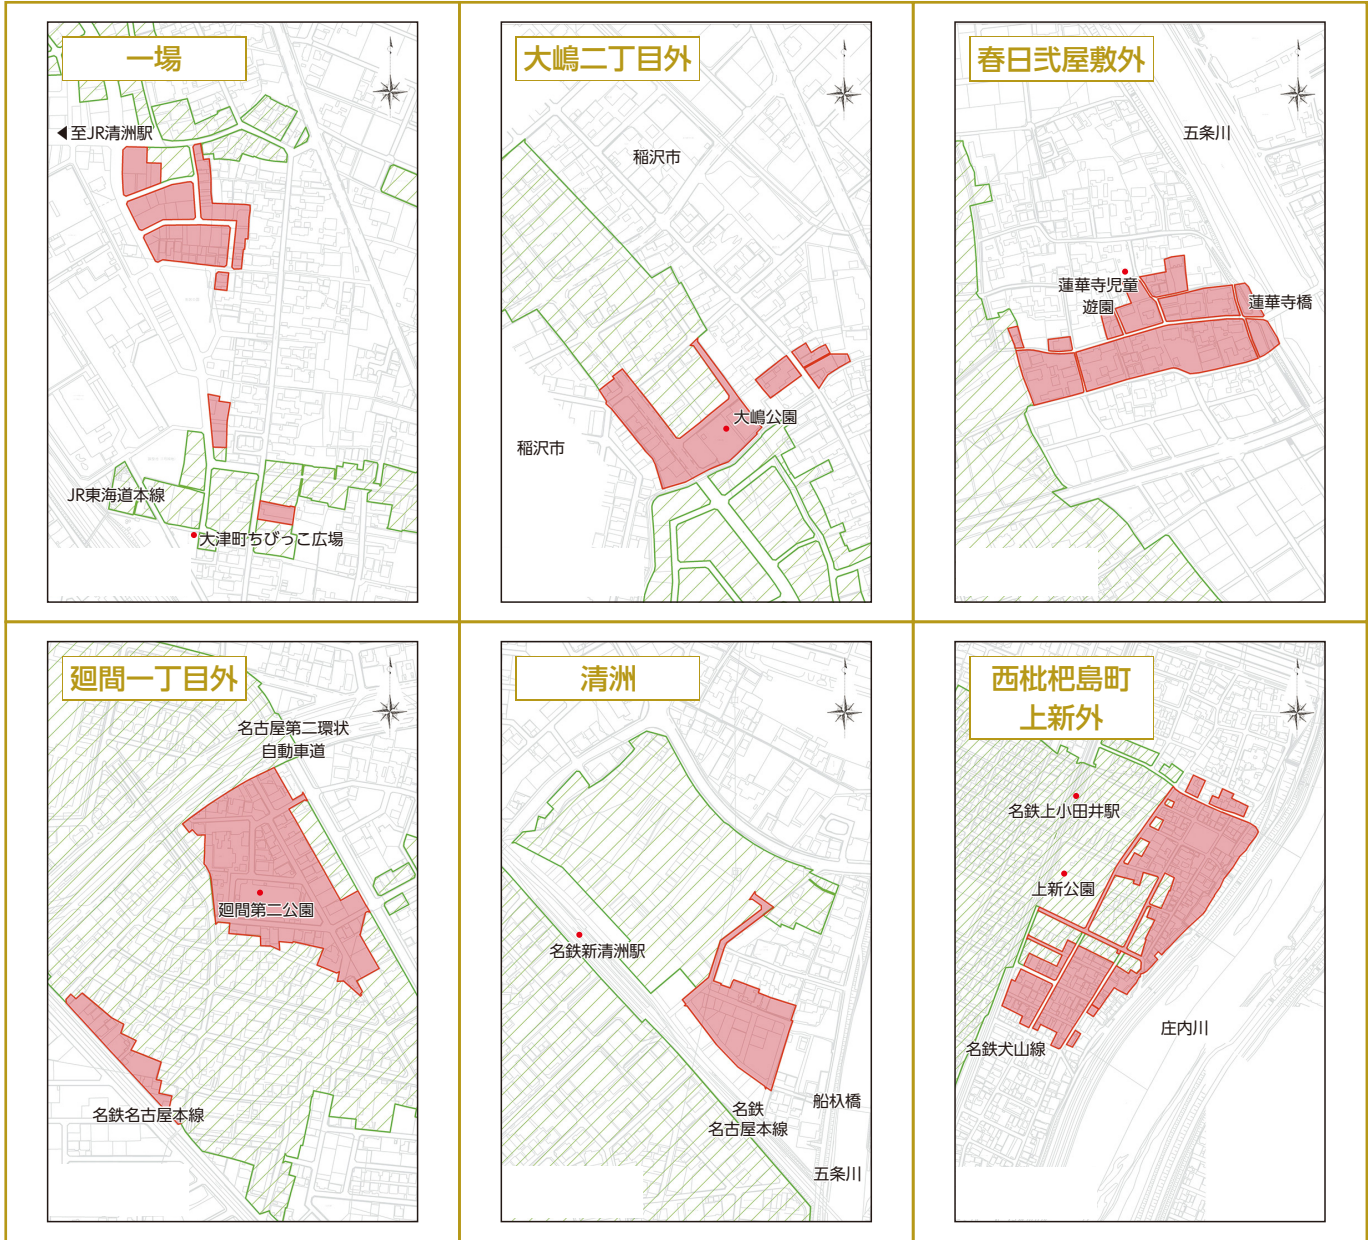 一場
至JR清洲駅
JR東海道本線
大津町ちびっこ広場
大嶋二丁目外
稲沢市
大嶋公園
稲沢市
春日弐屋敷外
五条川
蓮華寺児童
遊園
蓮華寺橋
廻間一丁目外
名古屋第二環状
自動車道
廻間第二公園
名鉄名古屋本線
清洲
名鉄新清洲駅
名鉄
名古屋本線
船杁橋
五条川
西枇杷島町
上新外
名鉄上小田井駅
上新公園
庄内川
名鉄犬山線